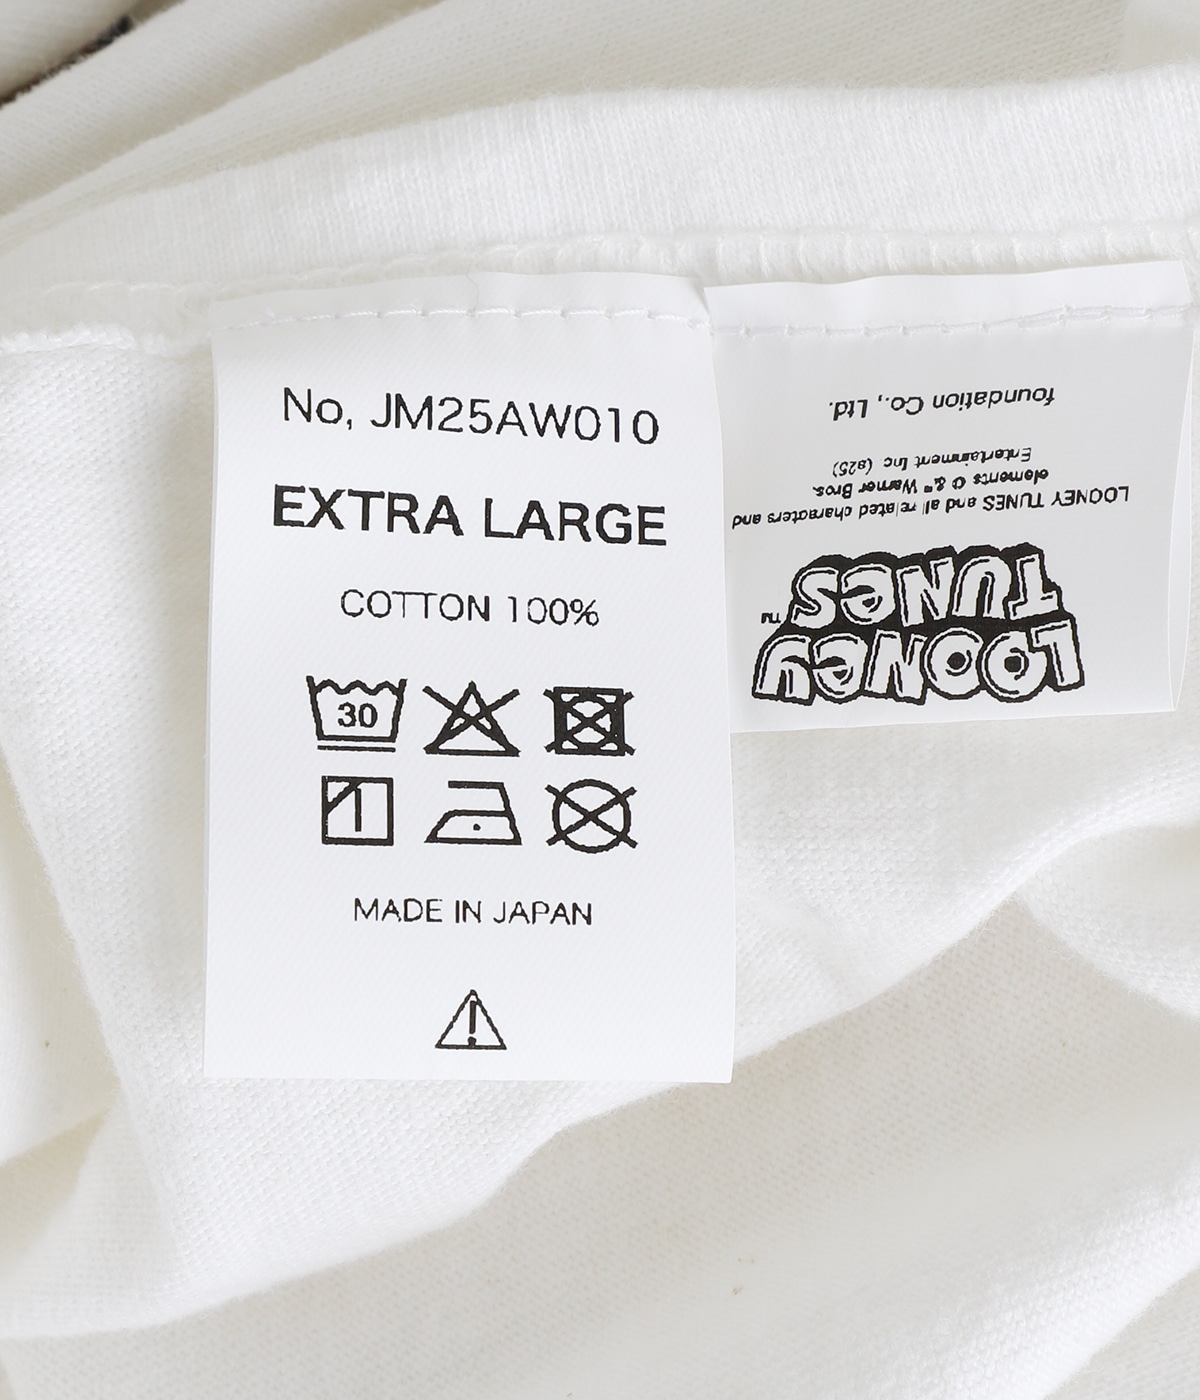 No, JM25AW010
EXTRA LARGE
COTTON 100%
30
MADE IN JAPAN
LOONEY
TUNES™
LOONEY TUNES and all related characters and
elements © & ™ Warner Bros.
Entertainment Inc (s25)
foundation Co., Ltd.